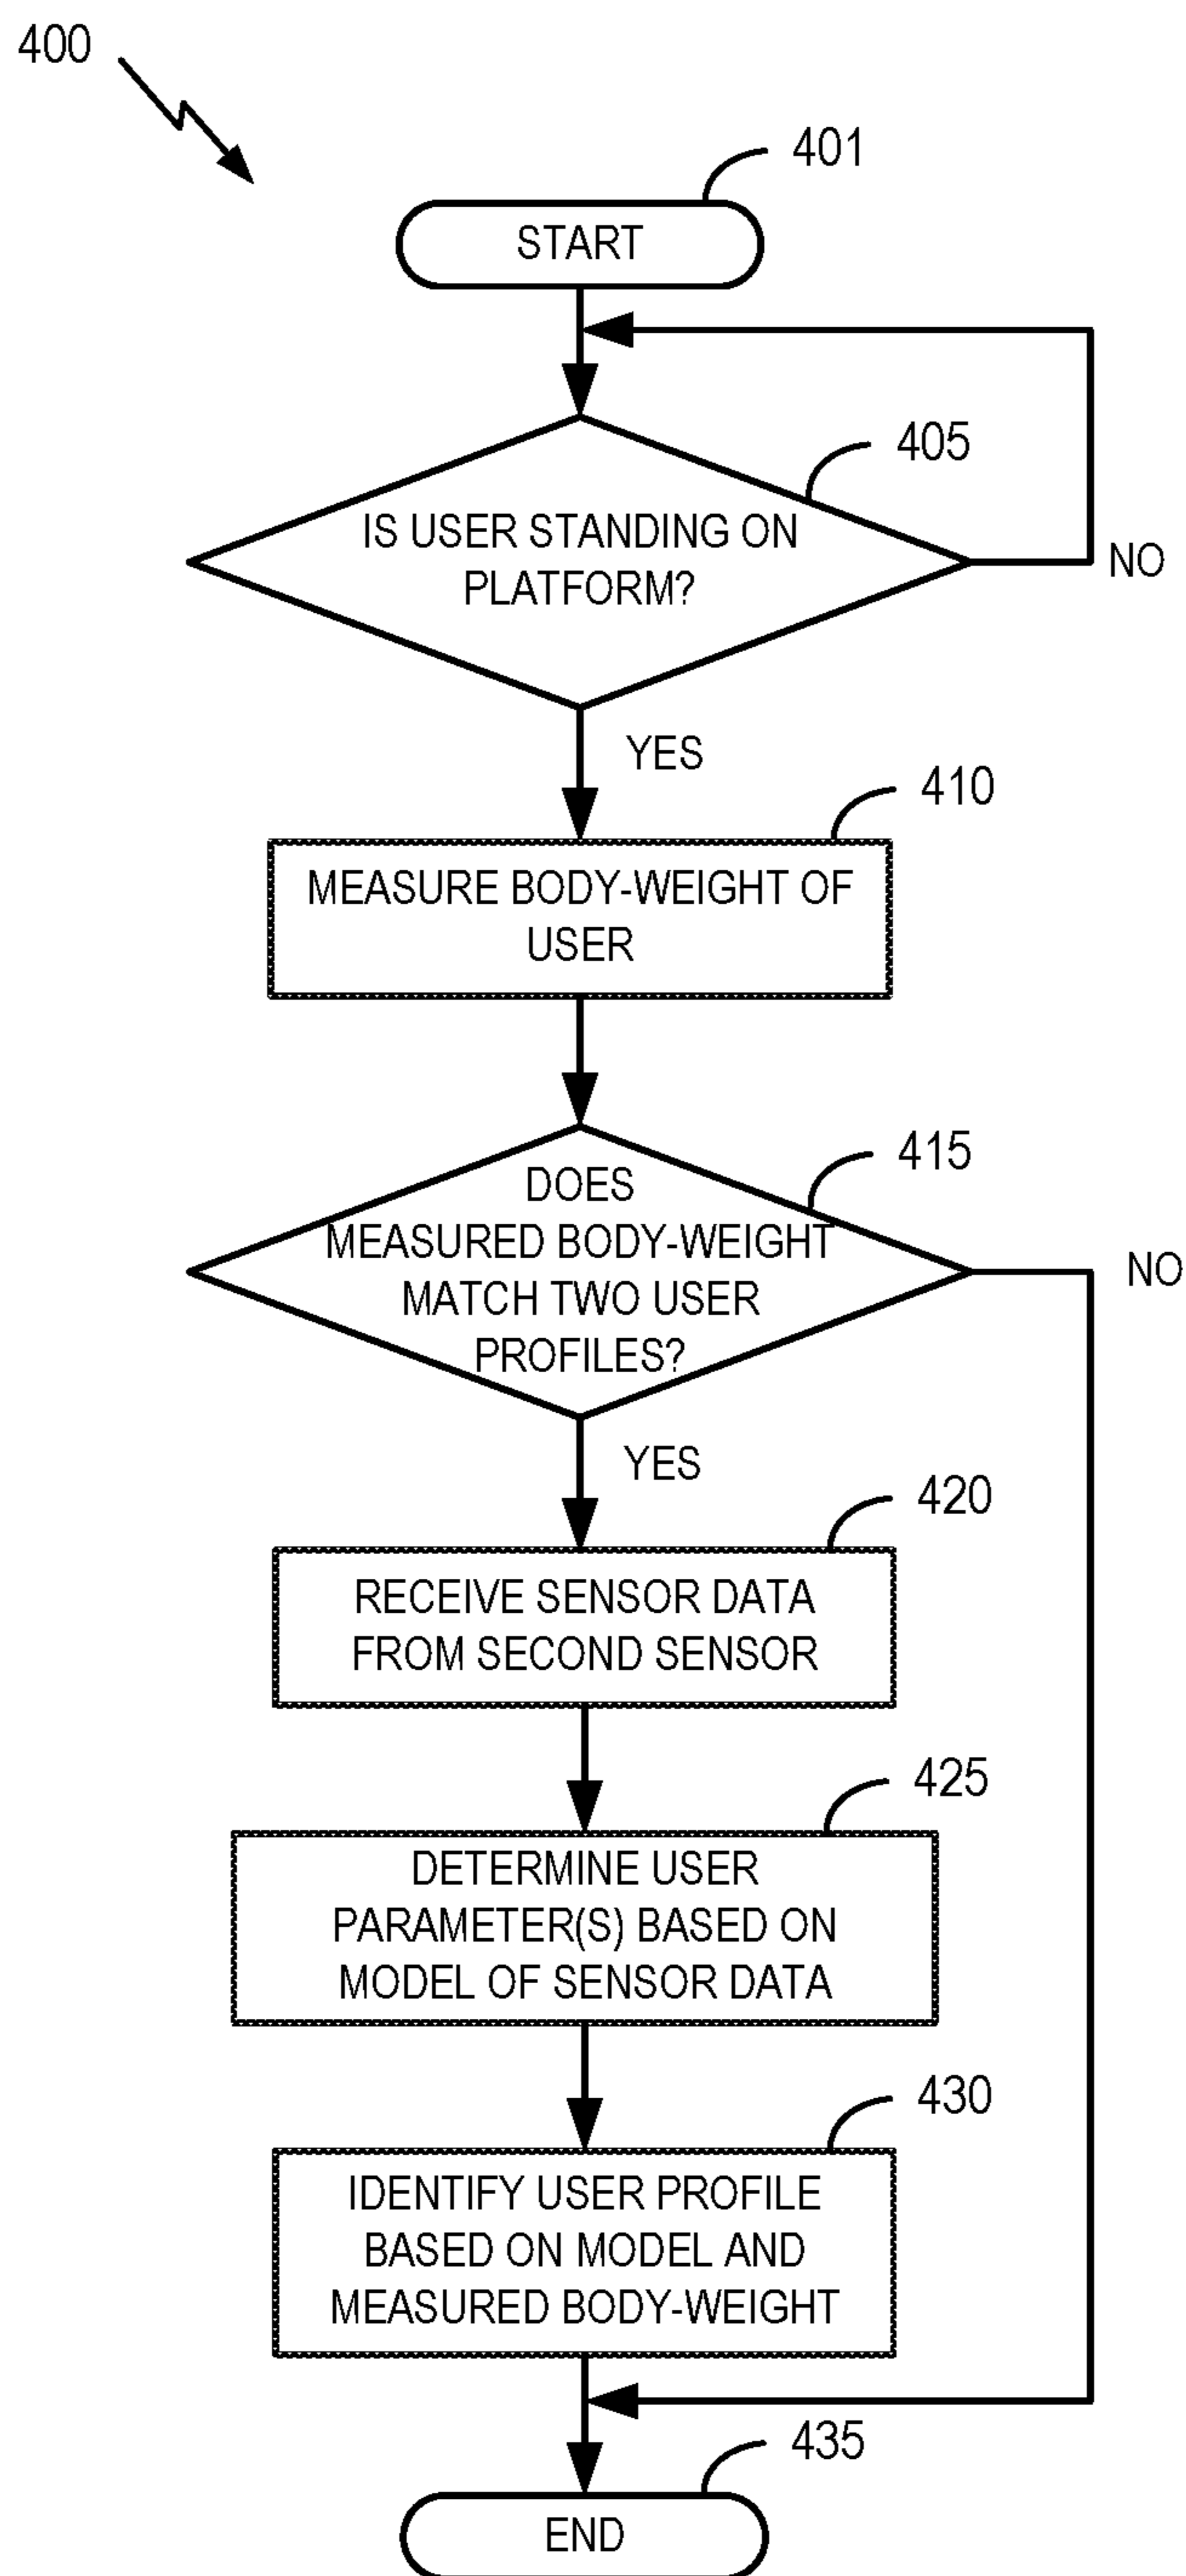 400
401
START
405
IS USER STANDING ON
PLATFORM?
NO
YES
410
MEASURE BODY-WEIGHT OF
USER
415
DOES
MEASURED BODY-WEIGHT
MATCH TWO USER
PROFILES?
NO
YES
420
RECEIVE SENSOR DATA
FROM SECOND SENSOR
425
DETERMINE USER
PARAMETER(S) BASED ON
MODEL OF SENSOR DATA
430
IDENTIFY USER PROFILE
BASED ON MODEL AND
MEASURED BODY-WEIGHT
435
END